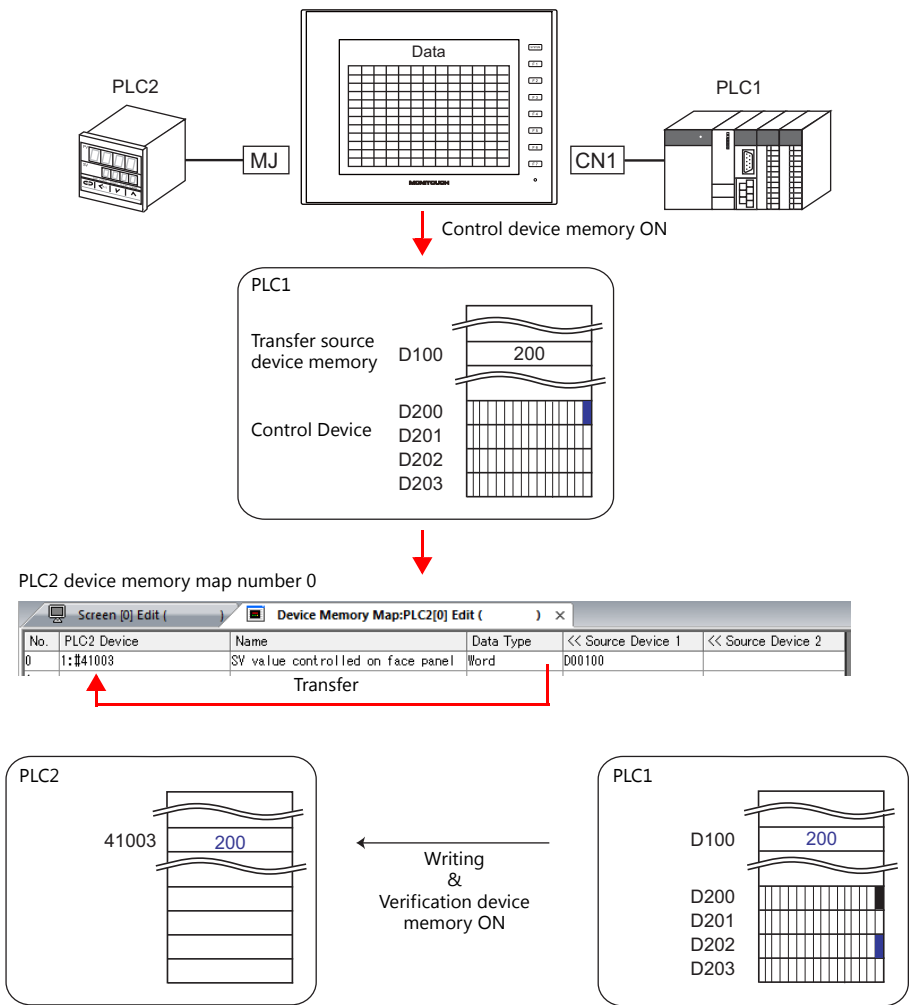 Data
PLC2
PLC1
MJ
CN1
MONITOUCH
Control device memory ON
PLC1
Transfer source
device memory
D100
200
Control Device
D200
D201
D202
D203
PLC2 device memory map number 0
Screen [0] Edit ( )
Device Memory Map:PLC2[0] Edit ( ) ×
No. PLC2 Device Name Data Type << Source Device 1 << Source Device 2
0 1:#41003 SV value controlled on face panel Word D00100
Transfer
PLC2
41003
200
Writing
&
Verification device
memory ON
PLC1
D100
200
D200
D201
D202
D203